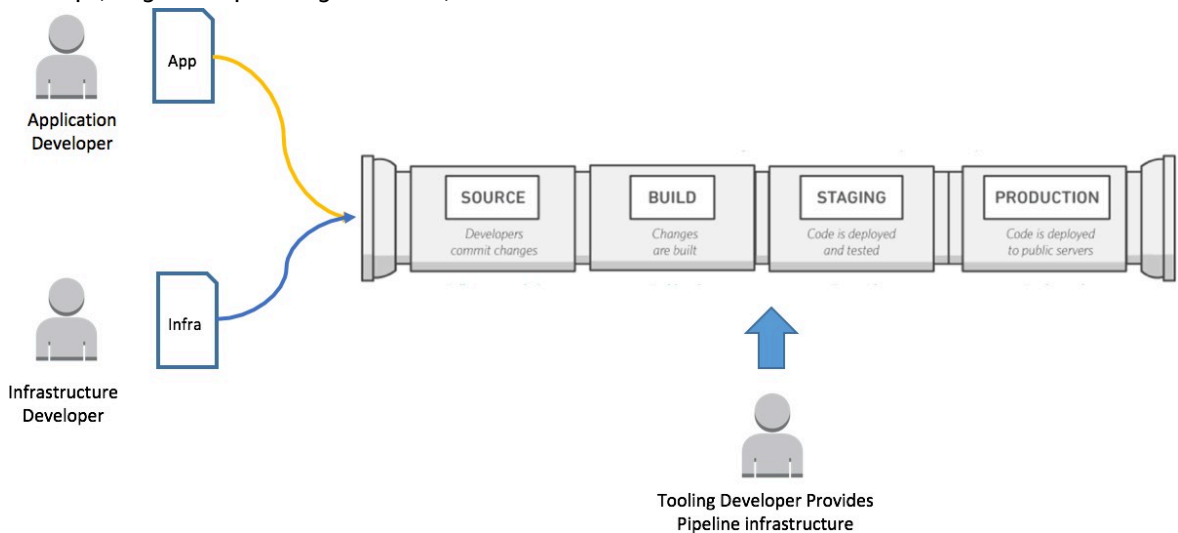 App
Application
Developer
SOURCE
Developers
commit changes
BUILD
Changes
are built
STAGING
Code is deployed
and tested
PRODUCTION
Code is deployed
to public servers
Infra
Infrastructure
Developer
Tooling Developer Provides
Pipeline infrastructure